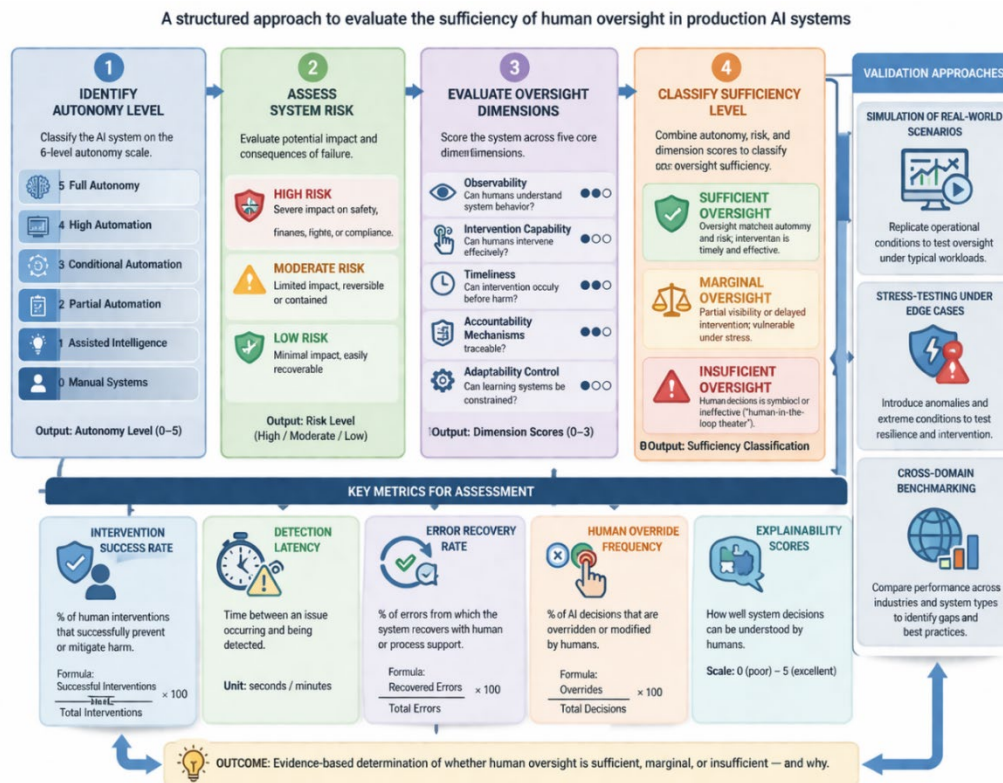 A structured approach to evaluate the sufficiency of human oversight in production AI systems
1
IDENTIFY
AUTONOMY LEVEL
Classify the AI system on the
6-level autonomy scale.
5 Full Autonomy
4 High Automation
3 Conditional Automation
2 Partial Automation
1 Assisted Intelligence
0 Manual Systems
Output: Autonomy Level (0–5)
2
ASSESS
SYSTEM RISK
Evaluate potential impact and
consequences of failure.
HIGH RISK
Severe impact on safety,
finanes, fights, or compliance.
MODERATE RISK
Limited impact, reversible
or contained
LOW RISK
Minimal impact, easily
recoverable
Output: Risk Level
(High / Moderate / Low)
3
EVALUATE OVERSIGHT
DIMENSIONS
Score the system across five core
Observability
Can humans understand
system behavior?
Intervention Capability
Can humans intervene
effecively?
Timeliness
Can intervention occuly
before harm?
Accountability
Mechanisms
traceable?
Adaptability Control
Can learning systems be
constrained?
Output: Dimension Scores (0–3)
4
CLASSIFY SUFFICIENCY
LEVEL
Combine autonomy, risk, and
dimension scores to classify
oversight sufficiency.
SUFFICIENT
OVERSIGHT
Oversight matches autommy
and risk; interventan is
timely and effective.
MARGINAL
OVERSIGHT
Partial visibility or delayed
intervention; vulnerable
under stress.
INSUFFICIENT
OVERSIGHT
Human decions is symbiocl or
ineffective ("human-in-the-
loop theater").
Output: Sufficiency Classification
VALIDATION APPROACHES
SIMULATION OF REAL-WORLD
SCENARIOS
Replicate operational
conditions to test oversight
under typical workloads.
STRESS-TESTING UNDER
EDGE CASES
Introduce anomalies and
extreme conditions to test
resilience and intervention.
CROSS-DOMAIN
BENCHMARKING
Compare performance across
industries and system types
to identify gaps and
best practices.
KEY METRICS FOR ASSESSMENT
INTERVENTION
SUCCESS RATE
% of human interventions
that successfully prevent
or mitigate harm.
Formula:
Successful Interventions
× 100
Total Interventions
DETECTION
LATENCY
Time between an issue
occurring and being
detected.
Unit: seconds / minutes
ERROR RECOVERY
RATE
% of errors from which the
system recovers with human
or process support.
Formula:
Recovered Errors × 100
Total Errors
HUMAN OVERRIDE
FREQUENCY
% of AI decisions that are
overridden or modified
by humans.
Formula:
Overrides × 100
Total Decisions
EXPLAINABILITY
SCORES
How well system decisions
can be understood by
humans.
Scale: 0 (poor) – 5 (excellent)
OUTCOME: Evidence-based determination of whether human oversight is sufficient, marginal, or insufficient — and why.